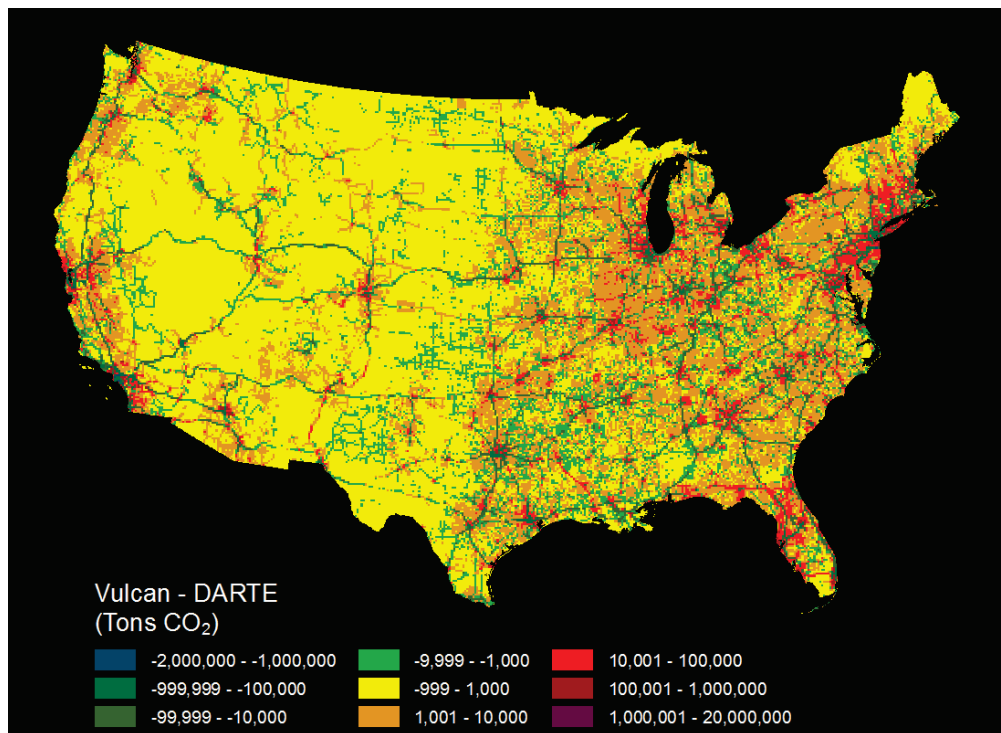 Vulcan - DARTE
(Tons CO₂)
-2,000,000 - -1,000,000
-999,999 - -100,000
-99,999 - -10,000
-9,999 - -1,000
-999 - 1,000
1,001 - 10,000
10,001 - 100,000
100,001 - 1,000,000
1,000,001 - 20,000,000